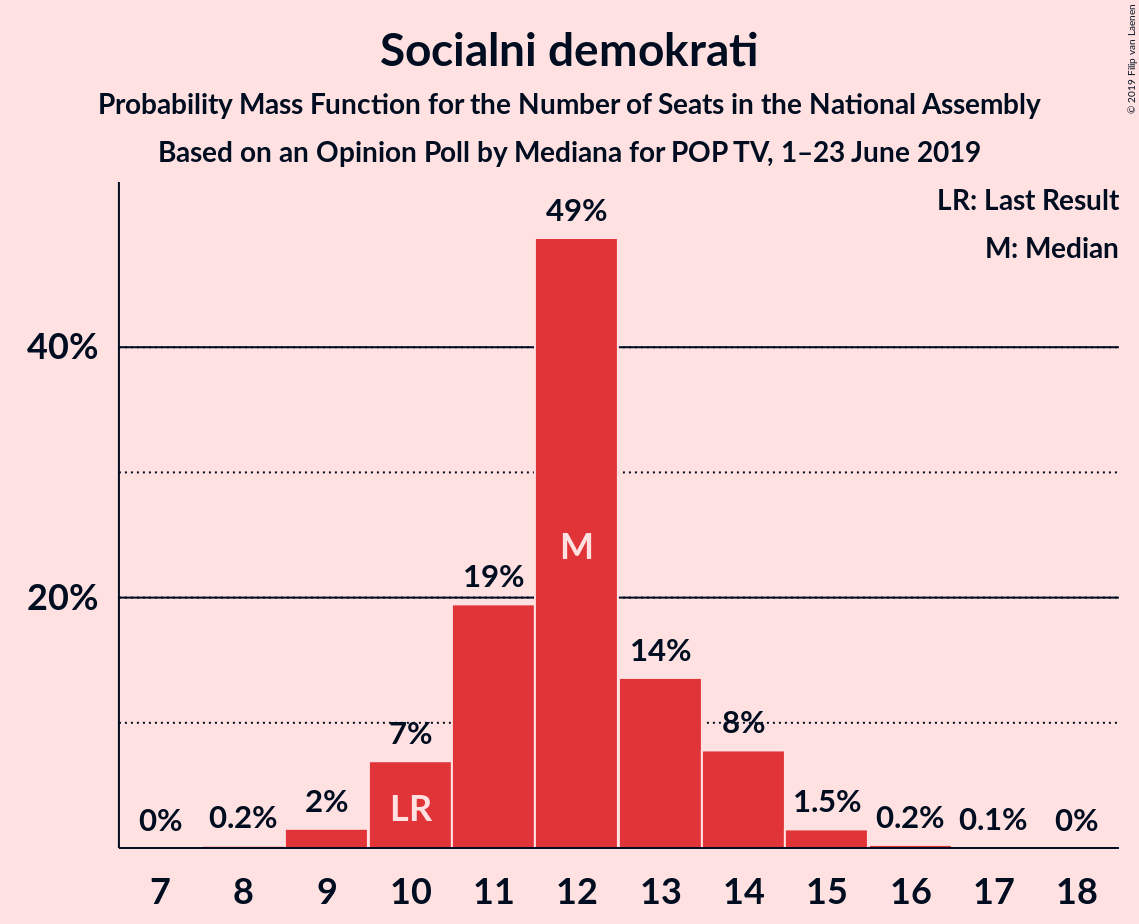 Socialni demokrati
Probability Mass Function for the Number of Seats in the National Assembly
Based on an Opinion Poll by Mediana for POP TV, 1–23 June 2019
© 2019 Filip van Laenen
LR: Last Result
M: Median
49%
40%
M
19%
20%
14%
7%
8%
LR
0%
0.2%
2%
1.5%
0.2%
0.1%
0%
7 8 9 10 11 12 13 14 15 16 17 18